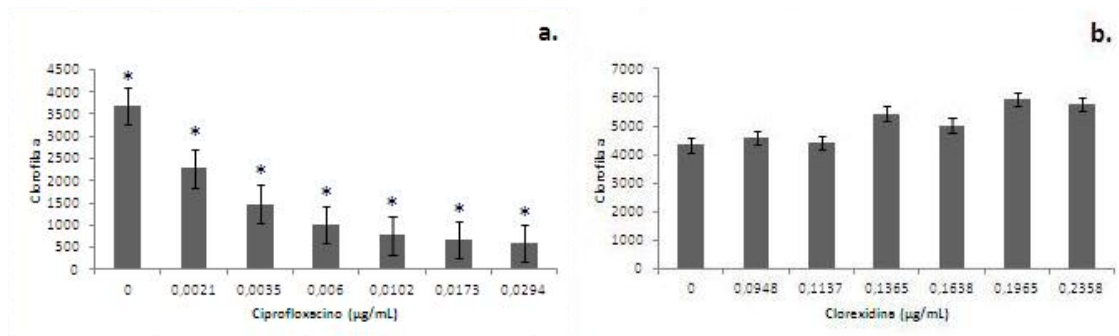 a.
4500
4000
3500
3000
2500
2000
1500
1000
500
0
Clorofila a
* * * * * * *
0 0,0021 0,0035 0,006 0,0102 0,0173 0,0294
Ciprofloxacino (µg/mL)
b.
7000
6000
5000
4000
3000
2000
1000
0
Clorofila a
0 0,0948 0,1137 0,1365 0,1638 0,1965 0,2358
Clorexidina (µg/mL)